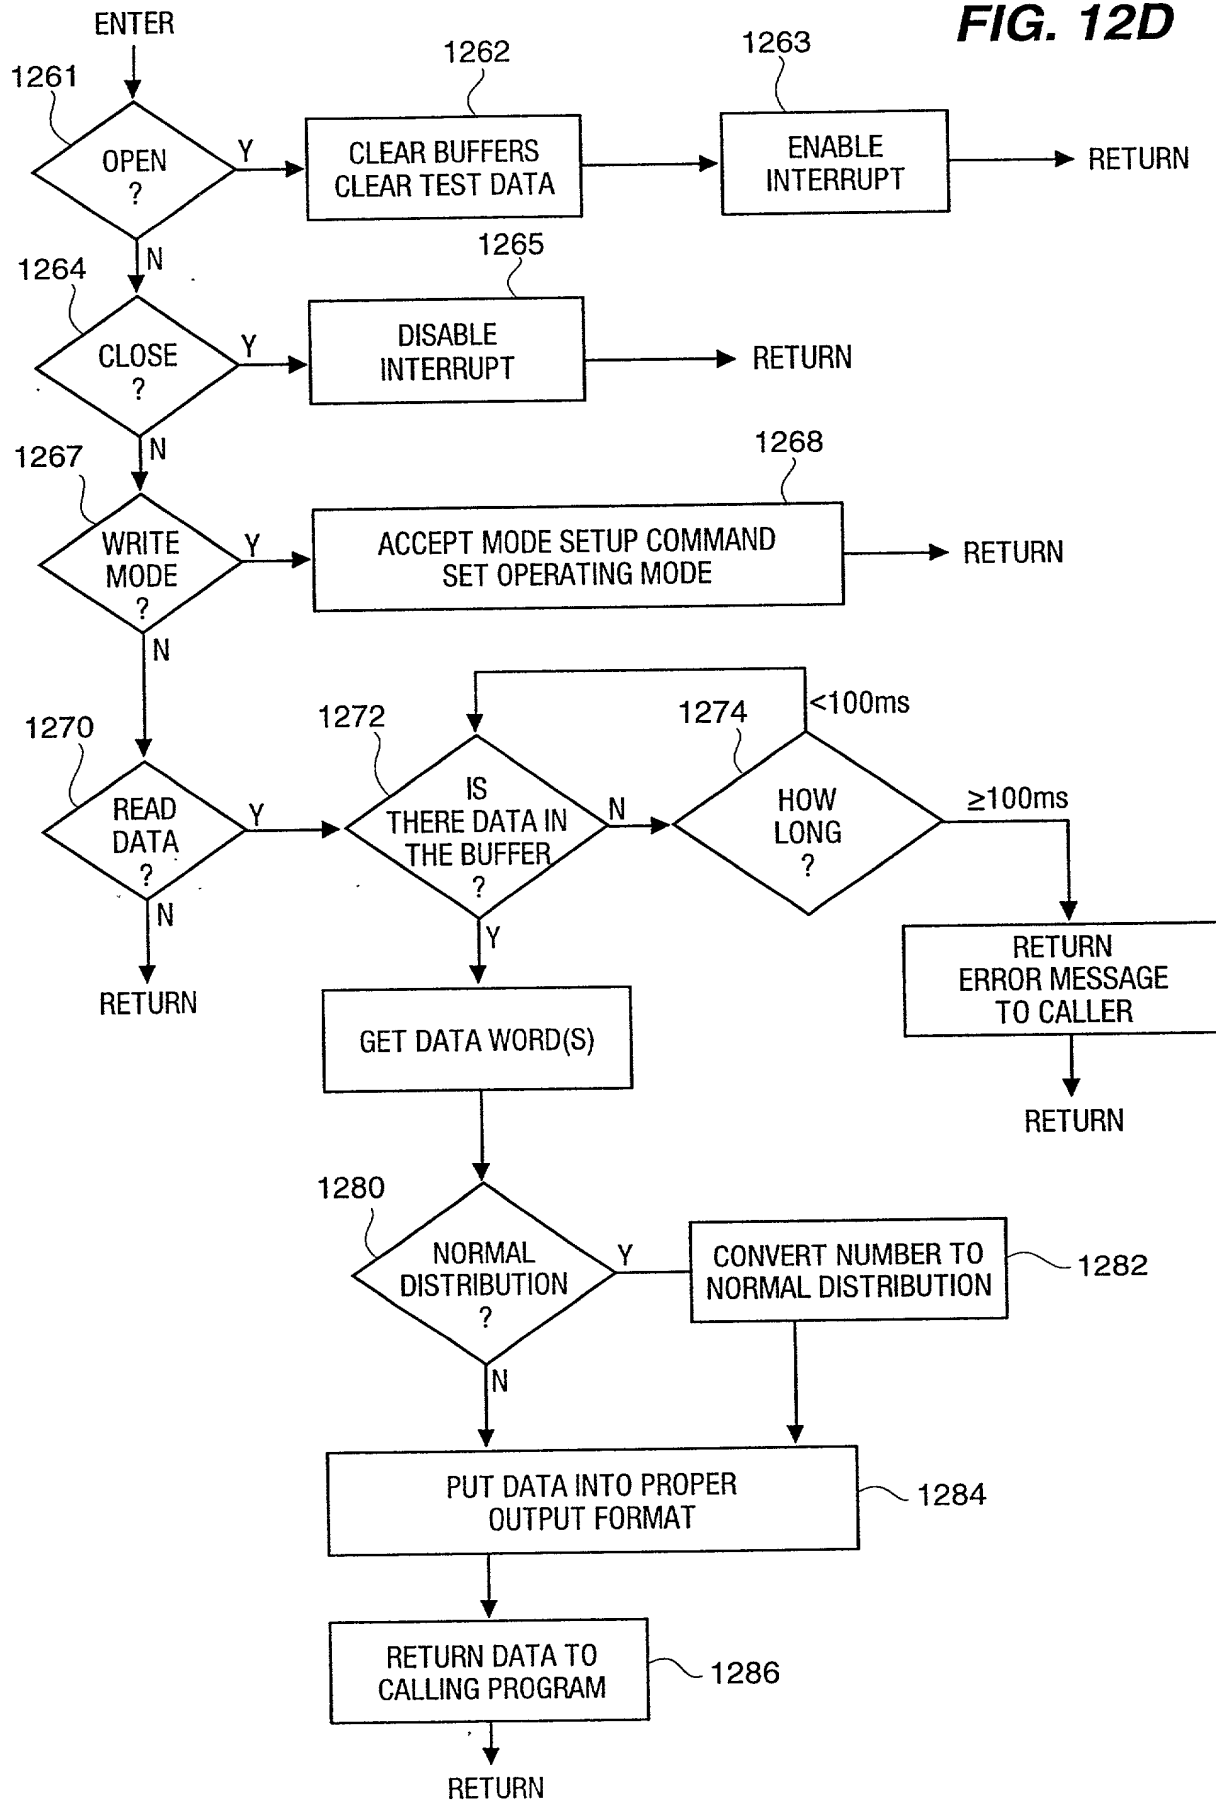 FIG. 12D
ENTER
1261
OPEN
?
Y
1262
CLEAR BUFFERS
CLEAR TEST DATA
1263
ENABLE
INTERRUPT
RETURN
N
1264
CLOSE
?
Y
1265
DISABLE
INTERRUPT
RETURN
N
1267
WRITE
MODE
?
Y
1268
ACCEPT MODE SETUP COMMAND
SET OPERATING MODE
RETURN
N
1270
READ
DATA
?
Y
N
RETURN
1272
IS
THERE DATA IN
THE BUFFER
?
N
1274
<100ms
HOW
LONG
?
≥100ms
RETURN
ERROR MESSAGE
TO CALLER
RETURN
Y
GET DATA WORD(S)
1280
NORMAL
DISTRIBUTION
?
Y
CONVERT NUMBER TO
NORMAL DISTRIBUTION
1282
N
PUT DATA INTO PROPER
OUTPUT FORMAT
1284
RETURN DATA TO
CALLING PROGRAM
1286
RETURN